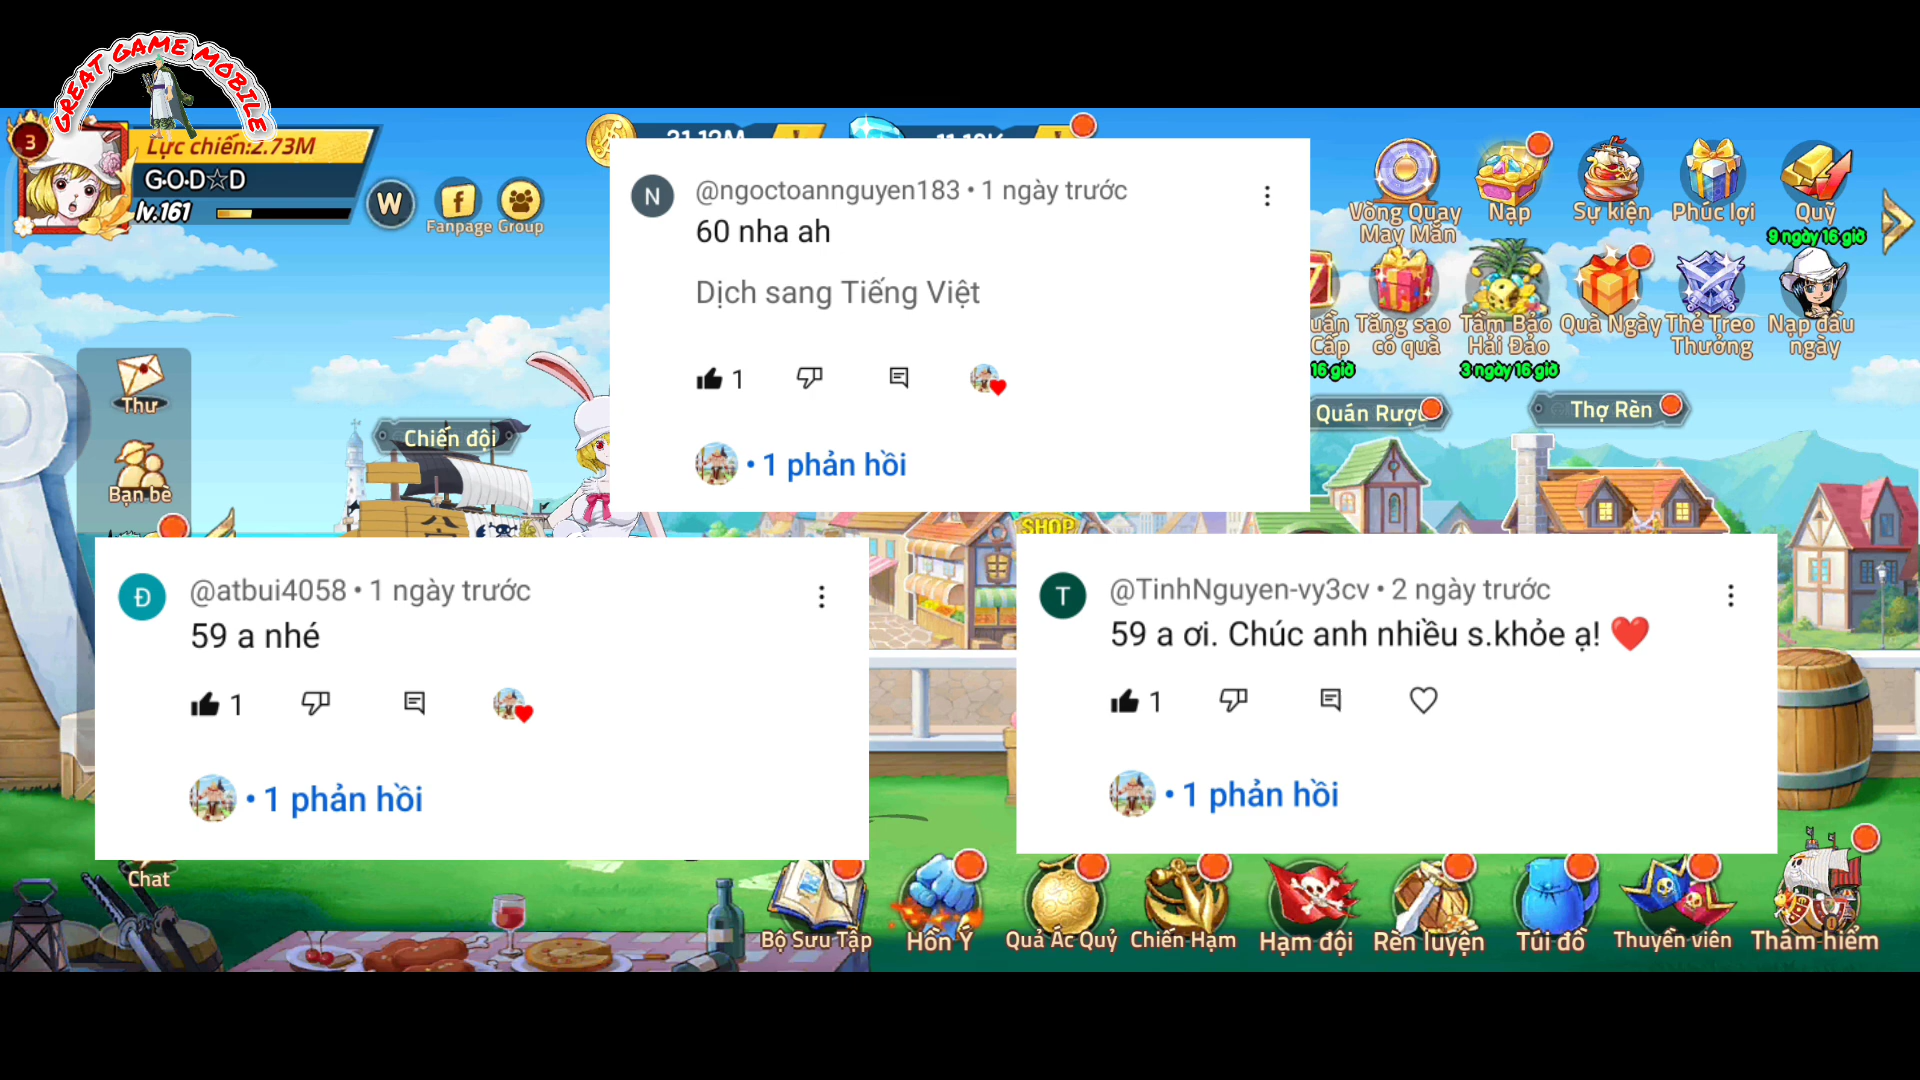 GREAT GAME MOBILE
3
Lực chiến:2.73M
G·O·D☆D
lv.161
W
Fanpage
Group
N
@ngoctoannguyen183 • 1 ngày trước
60 nha ah
Dịch sang Tiếng Việt
1
• 1 phản hồi
Vòng Quay
May Mắn
Nạp
Sự kiện
Phúc lợi
Quỹ
9 ngày 16 giờ
Cấp
16 giờ
Tăng sao
có quà
Tầm Bảo
Hải Đảo
3 ngày 16 giờ
Quà Ngày
Thẻ Treo
Thưởng
Nạp đầu
ngày
Thư
Bạn bè
Chiến đội
Quán Rượu
Thợ Rèn
SHOP
Đ
@atbui4058 • 1 ngày trước
59 a nhé
1
• 1 phản hồi
T
@TinhNguyen-vy3cv • 2 ngày trước
59 a ơi. Chúc anh nhiều s.khỏe ạ! ❤️
1
• 1 phản hồi
Chat
Bộ Sưu Tập
Hồn Ý
Quả Ác Quỷ
Chiến Hạm
Hạm đội
Rèn luyện
Túi đồ
Thuyền viên
Thám hiểm